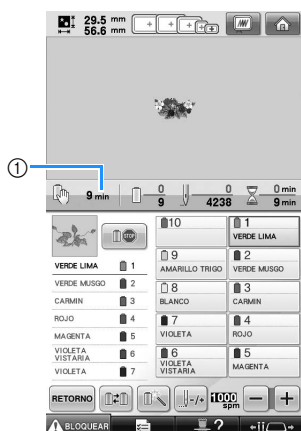 29.5 mm
56.6 mm
1
9 min
0
9
0
4238
0 min
9 min
STOP
VERDE LIMA 1
VERDE MUSGO 2
CARMIN 3
ROJO 4
MAGENTA 5
VIOLETA VISTARIA 6
VIOLETA 7
10
1
VERDE LIMA
9
AMARILLO TRIGO
2
VERDE MUSGO
8
BLANCO
3
CARMIN
7
VIOLETA
4
ROJO
6
VIOLETA
VISTARIA
5
MAGENTA
RETORNO
-/+
1000
spm
- +
BLOQUEAR
?